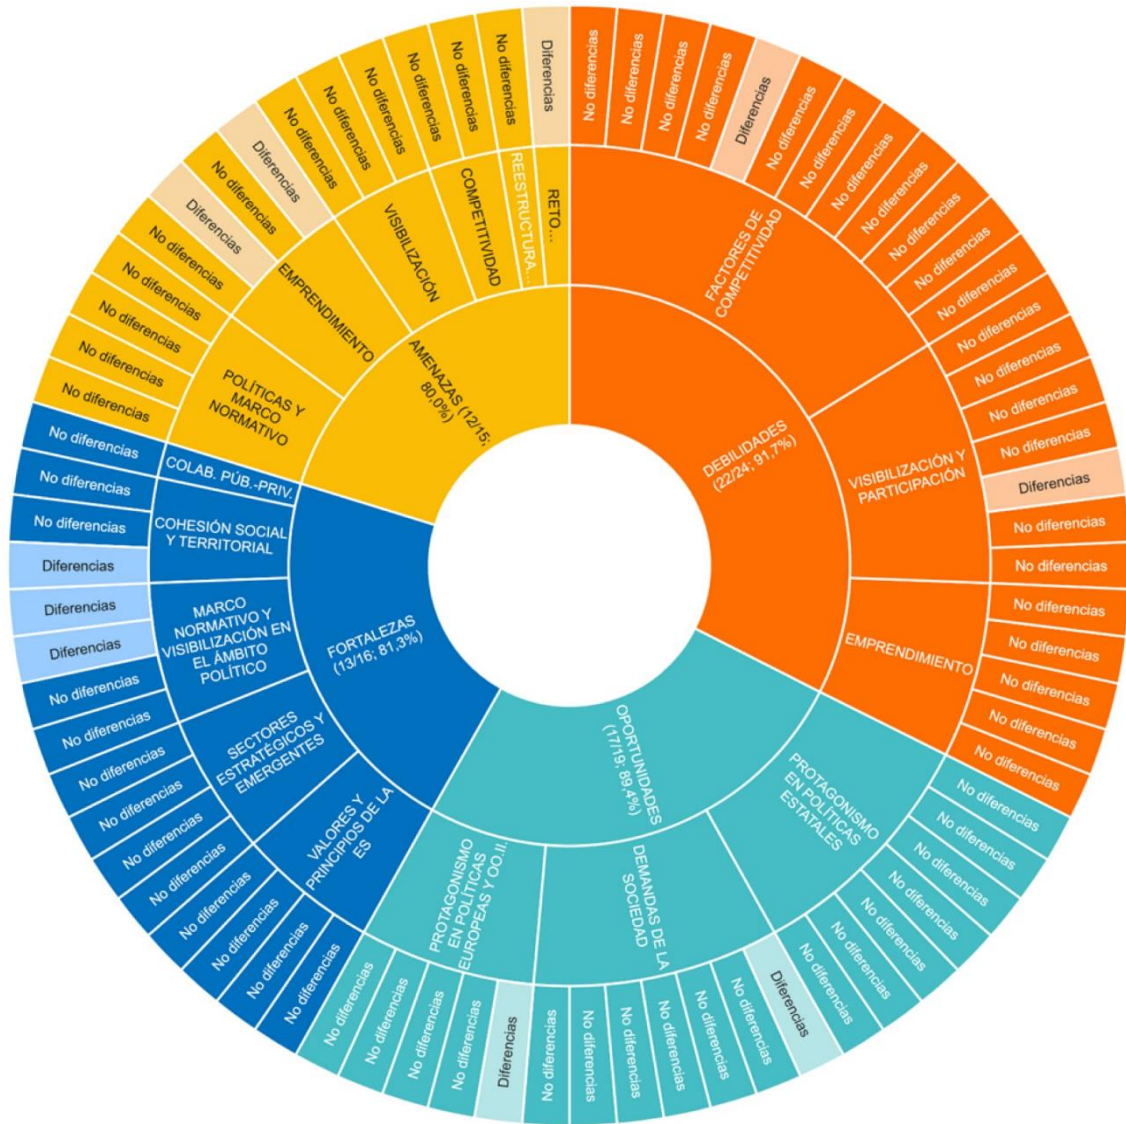 DEBILIDADES
(22/24; 91,7%)
FACTORES DE
COMPETITIVIDAD
No diferencias
No diferencias
No diferencias
No diferencias
Diferencias
No diferencias
No diferencias
No diferencias
No diferencias
No diferencias
No diferencias
No diferencias
VISIBILIZACIÓN Y
PARTICIPACIÓN
No diferencias
No diferencias
No diferencias
No diferencias
Diferencias
No diferencias
No diferencias
EMPRENDIMIENTO
No diferencias
No diferencias
No diferencias
No diferencias
No diferencias
OPORTUNIDADES
(17/19; 89,4%)
PROTAGONISMO
EN POLÍTICAS
ESTATALES
No diferencias
No diferencias
No diferencias
No diferencias
No diferencias
No diferencias
No diferencias
DEMANDAS DE LA
SOCIEDAD
Diferencias
No diferencias
No diferencias
No diferencias
No diferencias
No diferencias
No diferencias
PROTAGONISMO
EN POLÍTICAS
EUROPEAS Y OO.II.
Diferencias
No diferencias
No diferencias
No diferencias
No diferencias
FORTALEZAS
(13/16; 81,3%)
VALORES Y
PRINCIPIOS DE LA
ES
No diferencias
No diferencias
No diferencias
No diferencias
SECTORES
ESTRATÉGICOS Y
EMERGENTES
No diferencias
No diferencias
No diferencias
No diferencias
No diferencias
MARCO
NORMATIVO Y
VISIBILIZACIÓN EN
EL ÁMBITO
POLÍTICO
No diferencias
Diferencias
Diferencias
COHESIÓN SOCIAL
Y TERRITORIAL
Diferencias
No diferencias
No diferencias
COLAB. PÚB.-PRIV.
No diferencias
AMENAZAS (12/15;
80,0%)
POLÍTICAS Y
MARCO
NORMATIVO
No diferencias
No diferencias
No diferencias
No diferencias
No diferencias
EMPRENDIMIENTO
Diferencias
No diferencias
Diferencias
VISIBILIZACIÓN
No diferencias
No diferencias
No diferencias
COMPETITIVIDAD
No diferencias
No diferencias
REESTRUCTURA...
No diferencias
RETO...
Diferencias